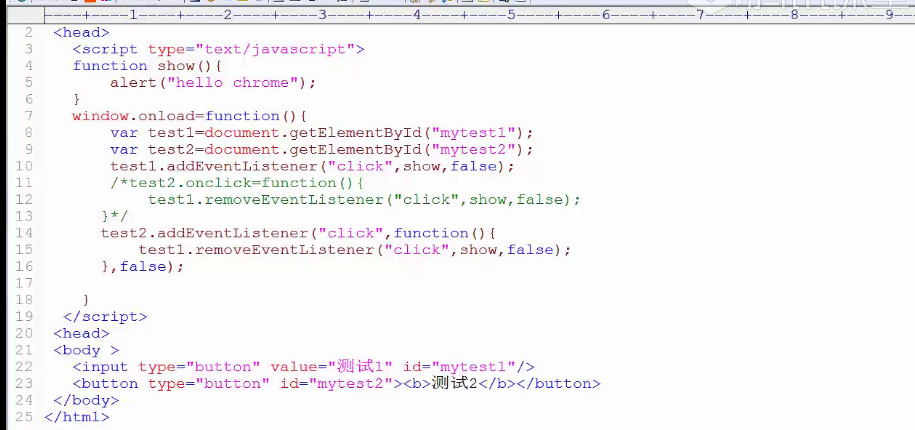 ----+----1----+----2----+----3----+----4----+----5----+----6----+----7----+----8----+----9----
2 <head>
3 <script type="text/javascript">
4 function show(){
5 alert("hello chrome");
6 }
7 window.onload=function(){
8 var test1=document.getElementById("mytest1");
9 var test2=document.getElementById("mytest2");
10 test1.addEventListener("click",show,false);
11 /*test2.onclick=function(){
12 test1.removeEventListener("click",show,false);
13 }*/
14 test2.addEventListener("click",function(){
15 test1.removeEventListener("click",show,false);
16 },false);
17
18 }
19 </script>
20 <head>
21 <body >
22 <input type="button" value="测试1" id="mytest1"/>
23 <button type="button" id="mytest2"><b>测试2</b></button>
24 </body>
25 </html>